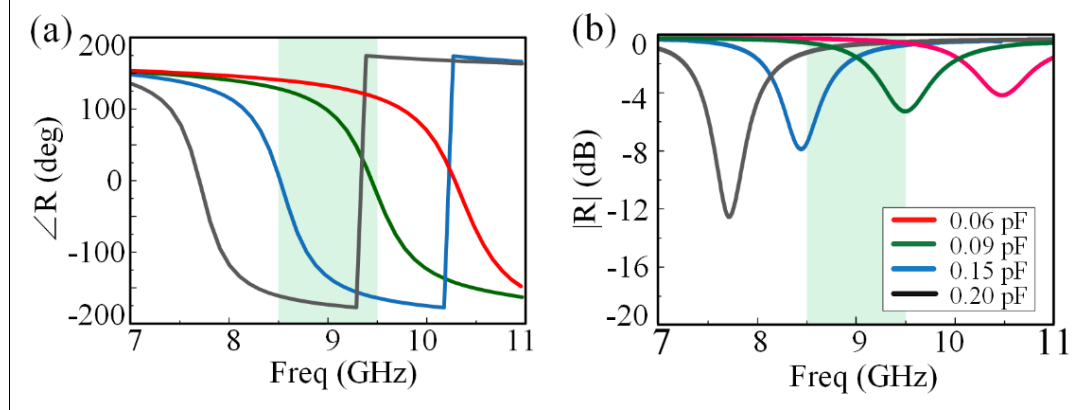 (a)
200
100
0
-100
-200
∠R (deg)
7
8
9
10
11
Freq (GHz)
(b)
0
-4
-8
-12
-16
-20
|R| (dB)
0.06 pF
0.09 pF
0.15 pF
0.20 pF
7
8
9
10
11
Freq (GHz)